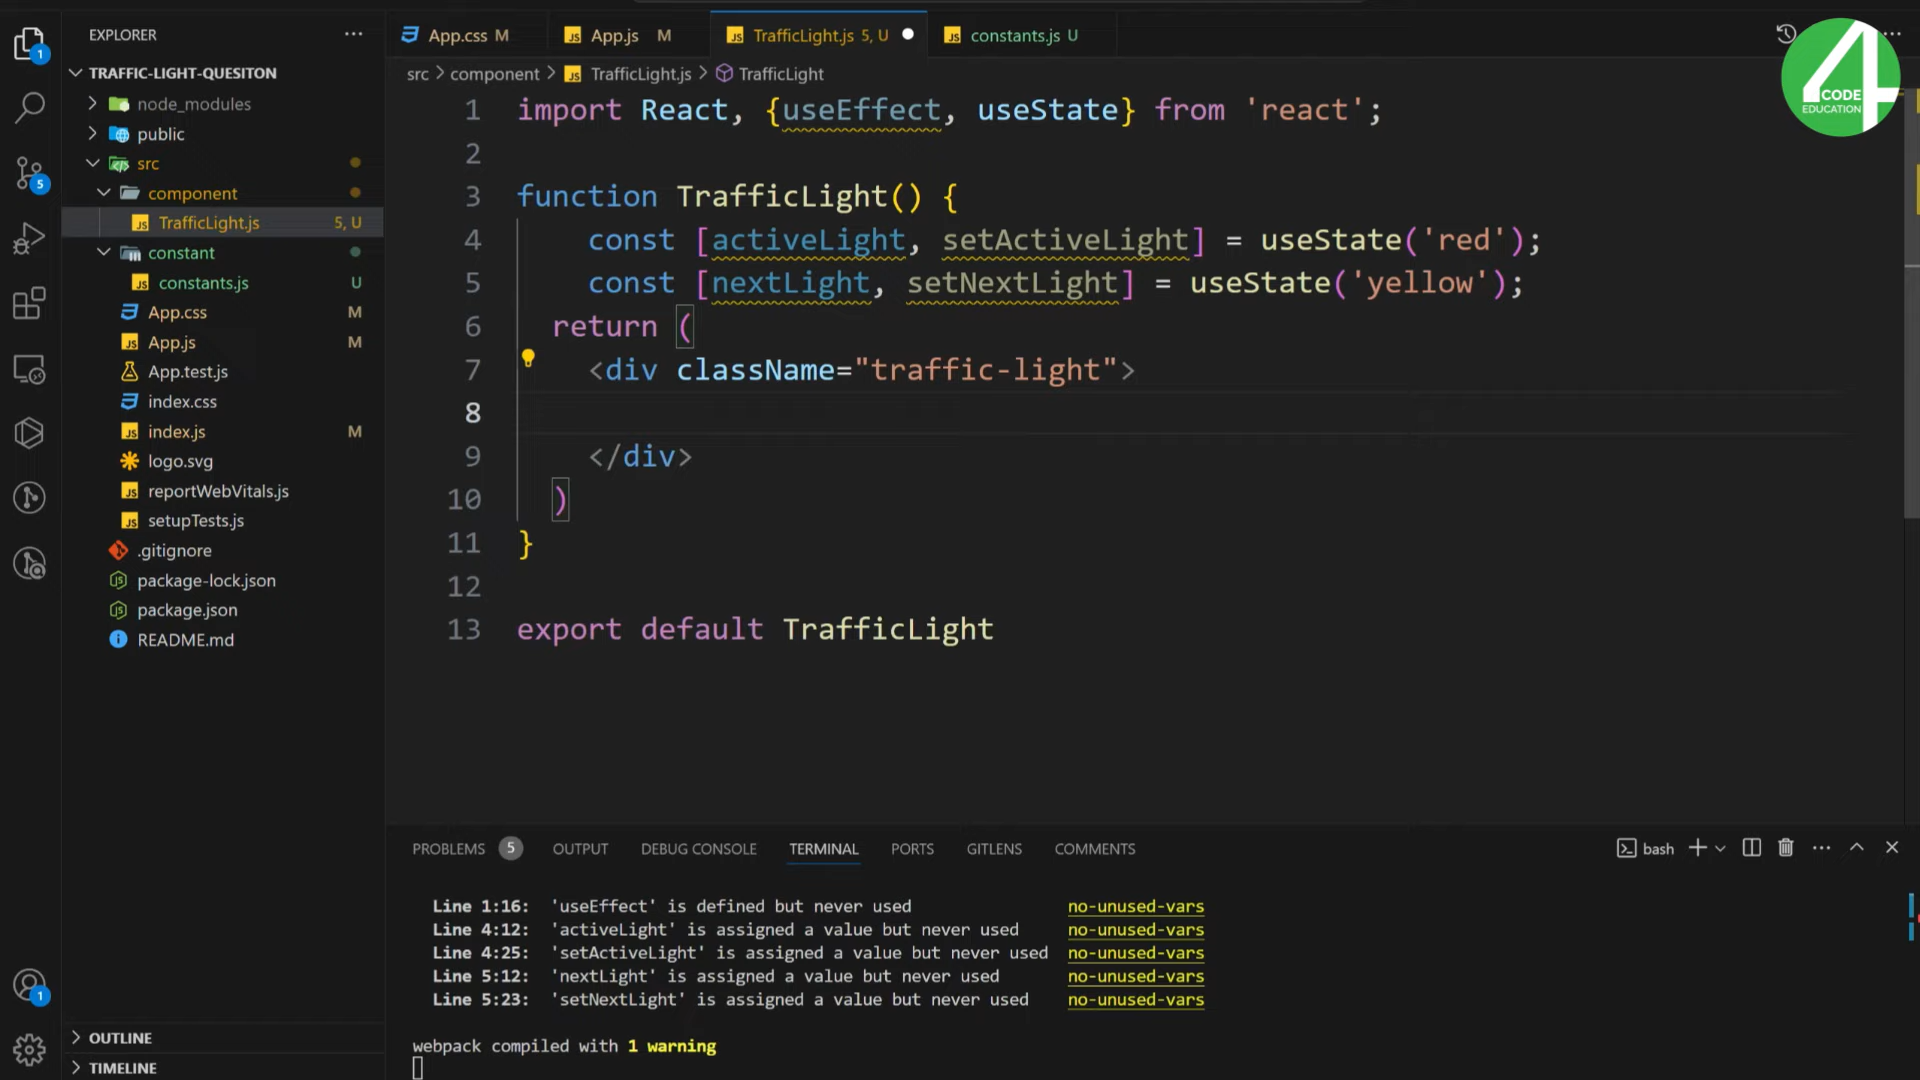 EXPLORER
TRAFFIC-LIGHT-QUESITON
node_modules
public
src
component
TrafficLight.js 5, U
constant
constants.js U
App.css M
App.js M
App.test.js
index.css
index.js M
logo.svg
reportWebVitals.js
setupTests.js
.gitignore
package-lock.json
package.json
README.md
OUTLINE
TIMELINE
1
5
1
App.css M
App.js M
TrafficLight.js 5, U
constants.js U
4
CODE
EDUCATION
src > component > TrafficLight.js > TrafficLight
1 import React, {useEffect, useState} from 'react';
2
3 function TrafficLight() {
4 const [activeLight, setActiveLight] = useState('red');
5 const [nextLight, setNextLight] = useState('yellow');
6 return (
7 <div className="traffic-light">
8
9 </div>
10 )
11 }
12
13 export default TrafficLight
PROBLEMS 5 OUTPUT DEBUG CONSOLE TERMINAL PORTS GITLENS COMMENTS bash
Line 1:16: 'useEffect' is defined but never used no-unused-vars
Line 4:12: 'activeLight' is assigned a value but never used no-unused-vars
Line 4:25: 'setActiveLight' is assigned a value but never used no-unused-vars
Line 5:12: 'nextLight' is assigned a value but never used no-unused-vars
Line 5:23: 'setNextLight' is assigned a value but never used no-unused-vars
webpack compiled with 1 warning